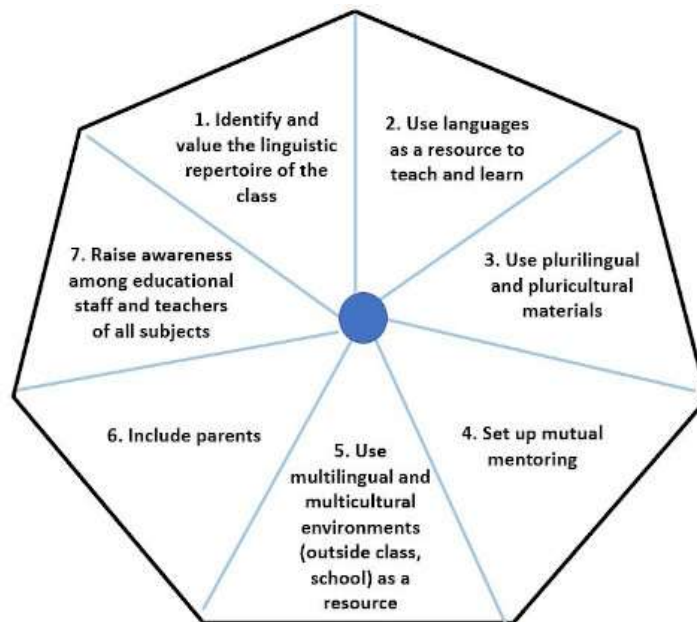 1. Identify and
value the linguistic
repertoire of the
class
2. Use languages
as a resource to
teach and learn
3. Use plurilingual
and pluricultural
materials
4. Set up mutual
mentoring
5. Use
multilingual and
multicultural
environments
(outside class,
school) as a
resource
6. Include parents
7. Raise awareness
among educational
staff and teachers
of all subjects